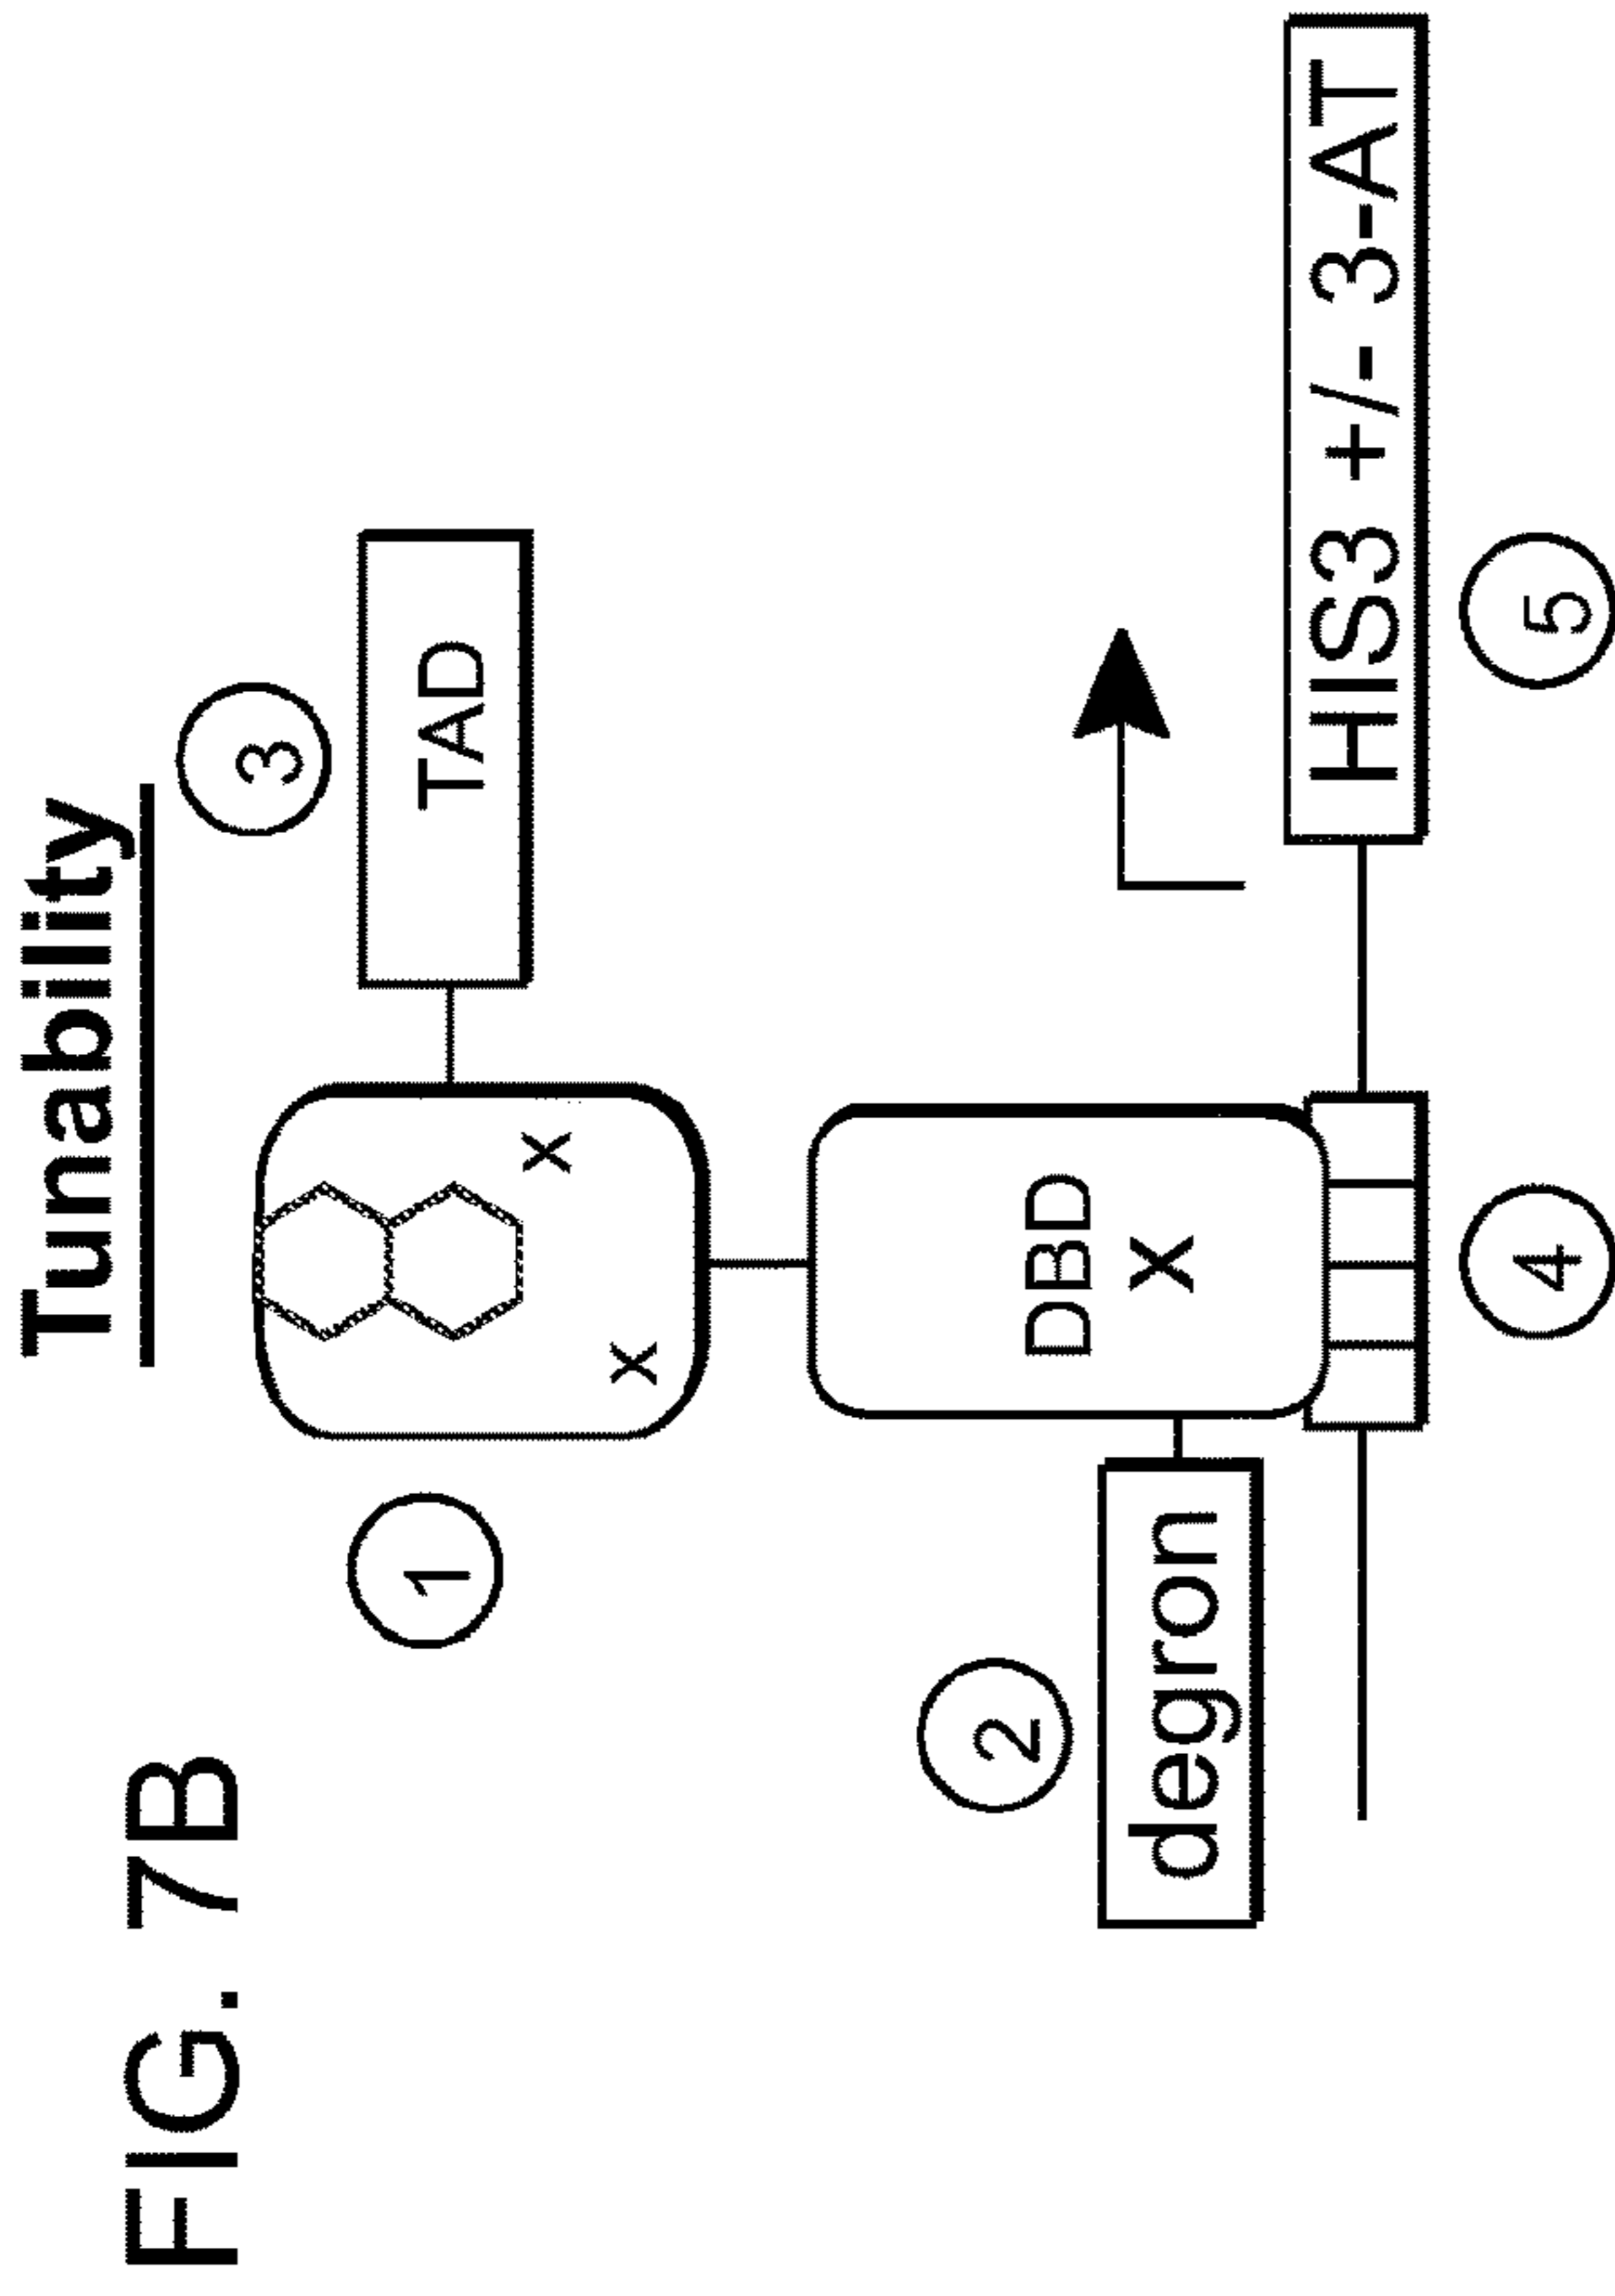 FIG. 7B
Tunability
1
x
x
3
TAD
2
degron
DBD
X
4
HIS3 +/- 3-AT
5